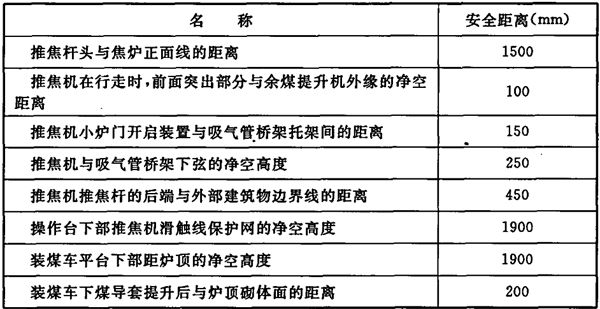 名 称 安全距离(mm)
推焦杆头与焦炉正面线的距离 1500
推焦机在行走时,前面突出部分与余煤提升机外缘的净空
距离 100
推焦机小炉门开启装置与吸气管桥架托架间的距离 150
推焦机与吸气管桥架下弦的净空高度 250
推焦机推焦杆的后端与外部建筑物边界线的距离 450
操作台下部推焦机滑触线保护网的净空高度 1900
装煤车平台下部距炉顶的净空高度 1900
装煤车下煤导套提升后与炉顶砌体面的距离 200